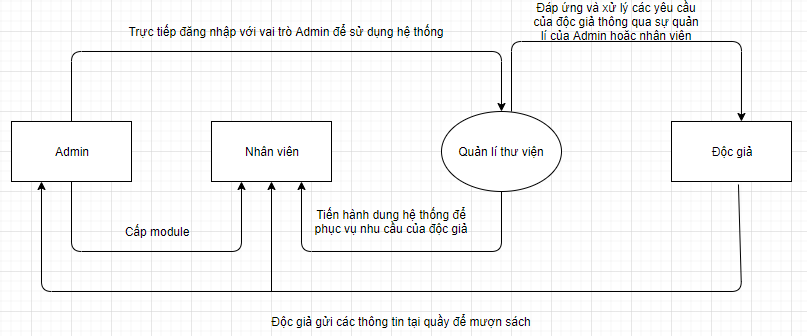 Đáp ứng và xử lý các yêu cầu
của độc giả thông qua sự quản
lí của Admin hoặc nhân viên
Trực tiếp đăng nhập với vai trò Admin để sử dụng hệ thống
Admin
Nhân viên
Quản lí thư viện
Độc giả
Cấp module
Tiến hành dung hệ thống để
phục vụ nhu cầu của độc giả
Độc giả gửi các thông tin tại quầy để mượn sách